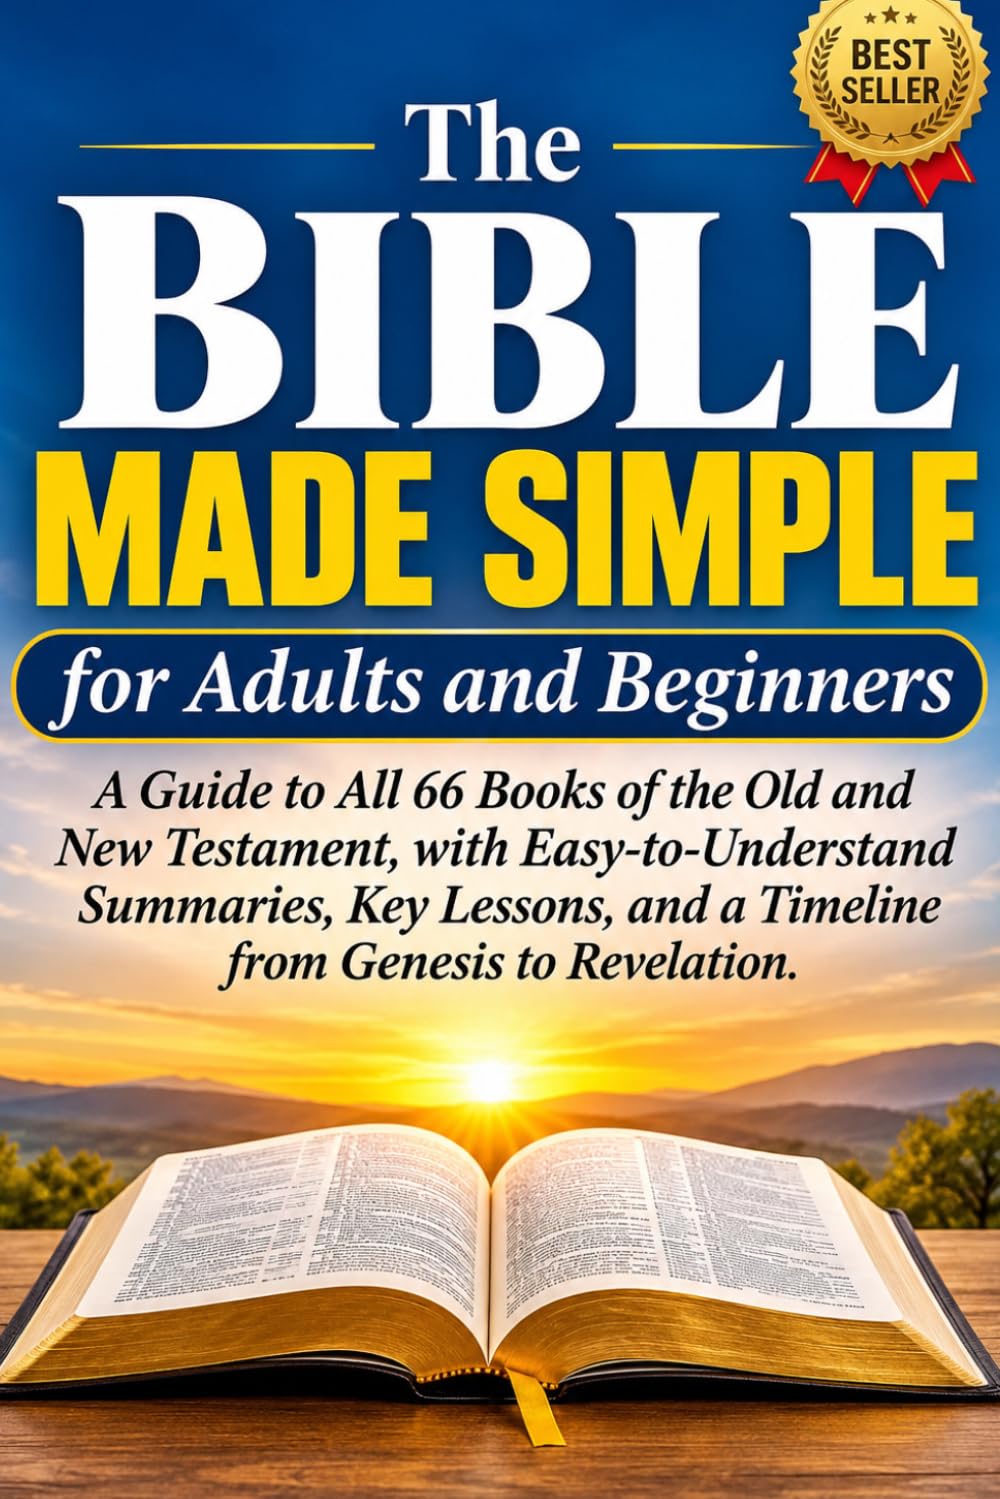 BEST
SELLER
The
BIBLE
MADE SIMPLE
for Adults and Beginners
A Guide to All 66 Books of the Old and
New Testament, with Easy-to-Understand
Summaries, Key Lessons, and a Timeline
from Genesis to Revelation.